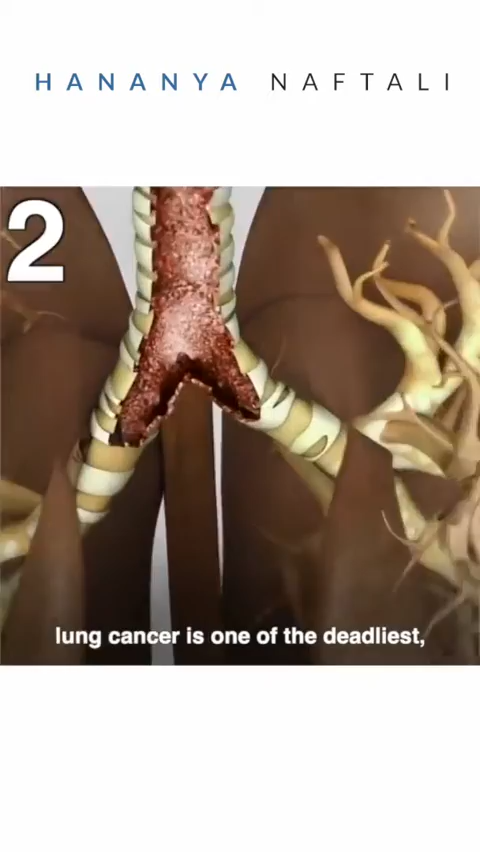 HANANYA NAFTALI
2
lung cancer is one of the deadliest,